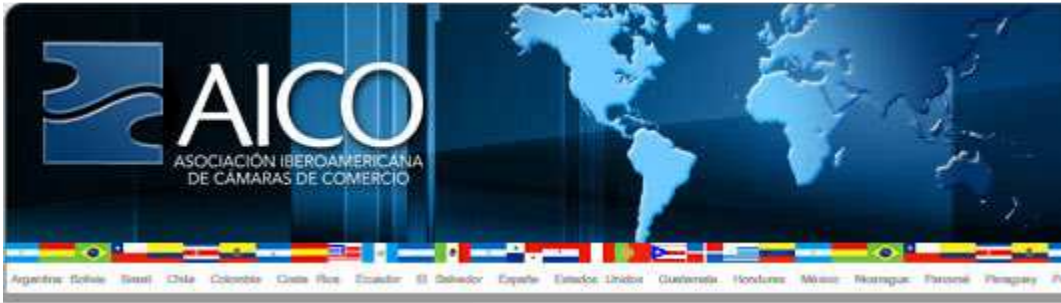 AICO
ASOCIACIÓN IBEROAMERICANA
DE CÁMARAS DE COMERCIO
Argentina Bolivia Brasil Chile Colombia Costa Rica Ecuador El Salvador España Estados Unidos Guatemala Honduras México Nicaragua Panamá Paraguay